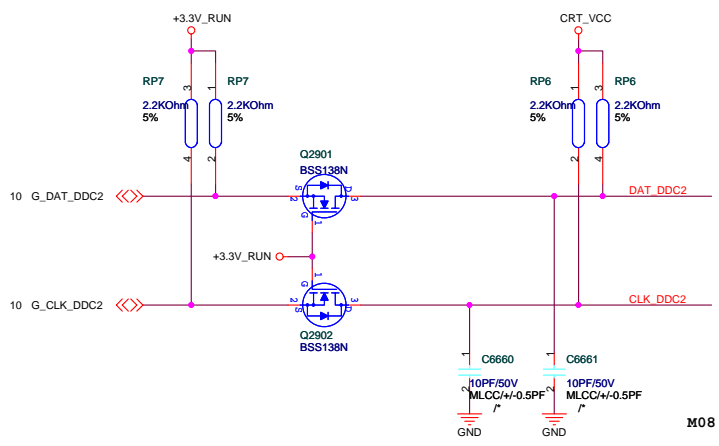 +3.3V_RUN
CRT_VCC
RP7
RP7
RP6
RP6
3
1
1
3
2.2KOhm
2.2KOhm
2.2KOhm
2.2KOhm
5%
5%
5%
5%
4
2
2
4
Q2901
BSS138N
10 G_DAT_DDC2
S
2
D
3
G
1
DAT_DDC2
+3.3V_RUN
1
G
10 G_CLK_DDC2
2
S
3
D
CLK_DDC2
Q2902
BSS138N
1
C6660
1
C6661
10PF/50V
10PF/50V
2
MLCC/+/-0.5PF
2
MLCC/+/-0.5PF
/*
/*
GND
GND
M08